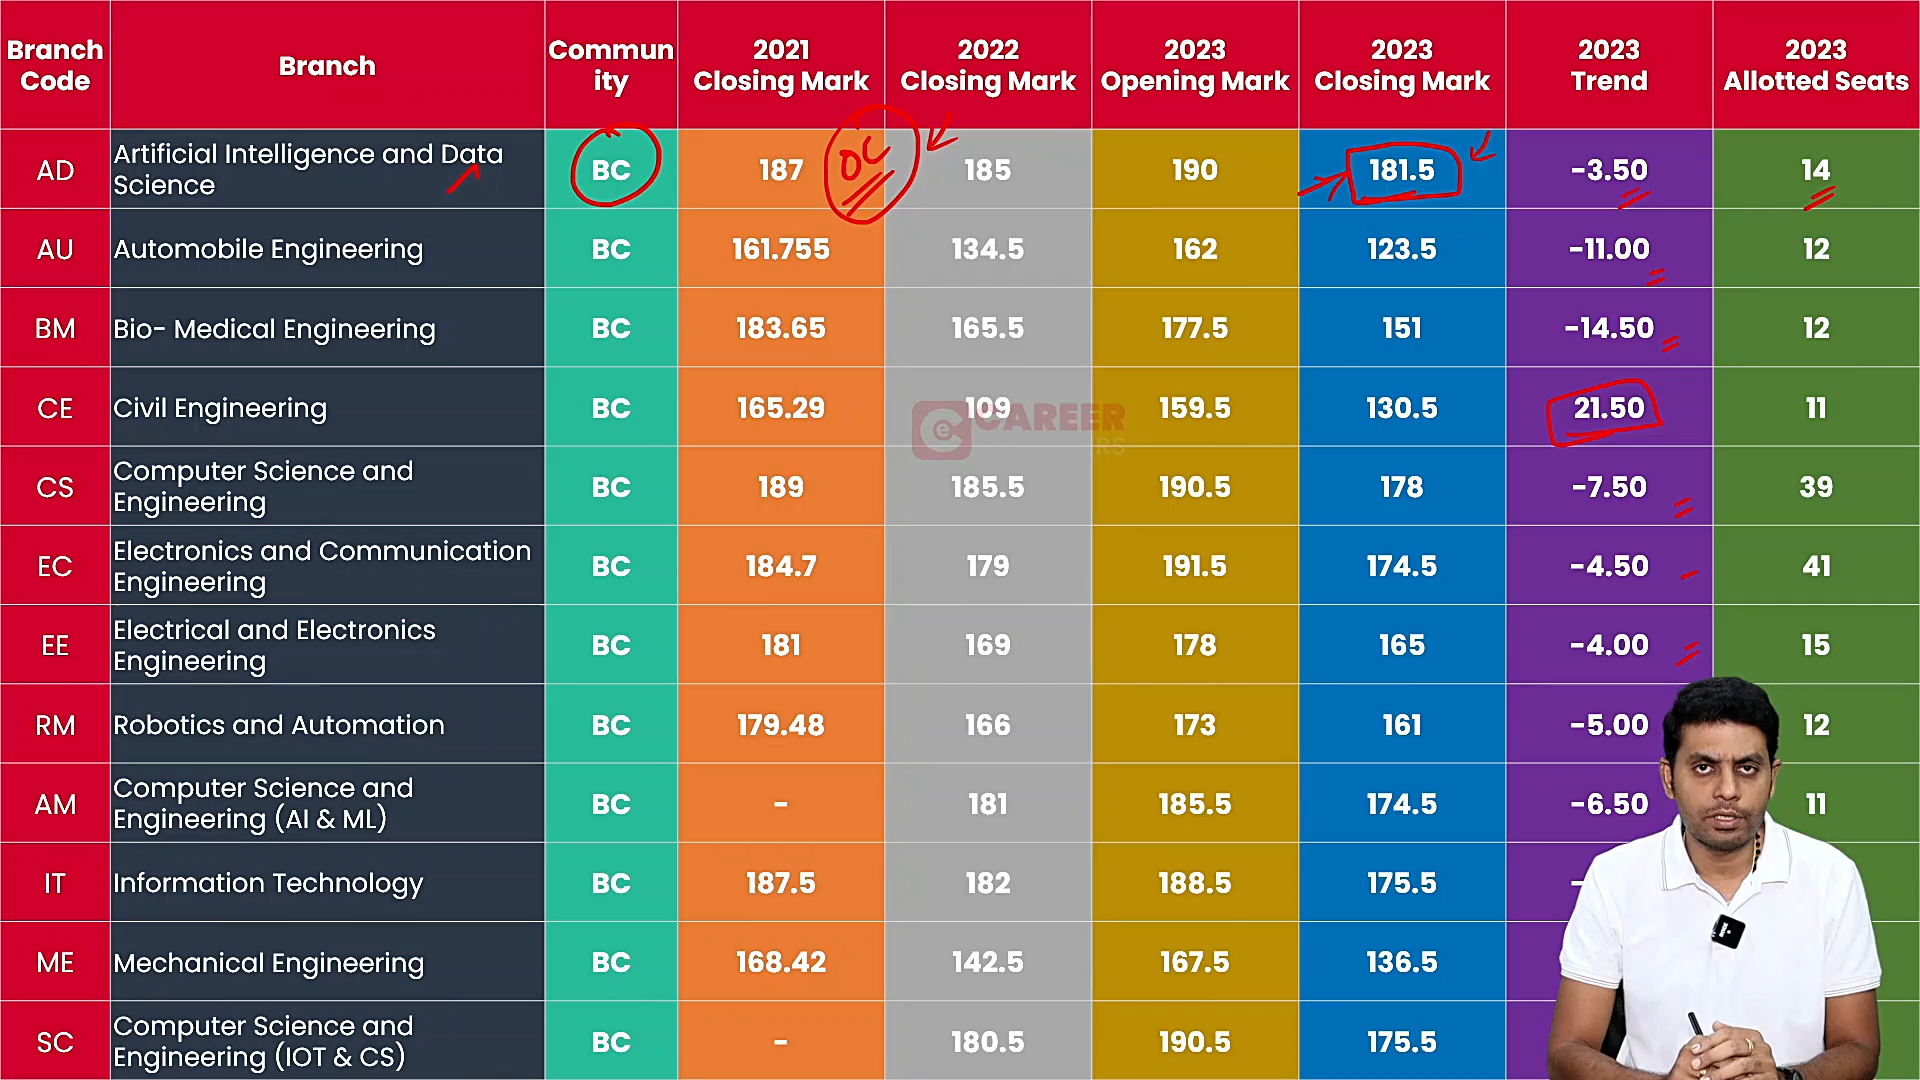 Branch Code Branch Commun ity 2021 Closing Mark 2022 Closing Mark 2023 Opening Mark 2023 Closing Mark 2023 Trend 2023 Allotted Seats
AD Artificial Intelligence and Data Science BC 187 OC 185 190 181.5 -3.50 14
AU Automobile Engineering BC 161.755 134.5 162 123.5 -11.00 12
BM Bio- Medical Engineering BC 183.65 165.5 177.5 151 -14.50 12
CE Civil Engineering BC 165.29 109 159.5 130.5 21.50 11
CAREER
CS Computer Science and Engineering BC 189 185.5 190.5 178 -7.50 39
EC Electronics and Communication Engineering BC 184.7 179 191.5 174.5 -4.50 41
EE Electrical and Electronics Engineering BC 181 169 178 165 -4.00 15
RM Robotics and Automation BC 179.48 166 173 161 -5.00 12
AM Computer Science and Engineering (AI & ML) BC - 181 185.5 174.5 -6.50 11
IT Information Technology BC 187.5 182 188.5 175.5 -
ME Mechanical Engineering BC 168.42 142.5 167.5 136.5
SC Computer Science and Engineering (IOT & CS) BC - 180.5 190.5 175.5